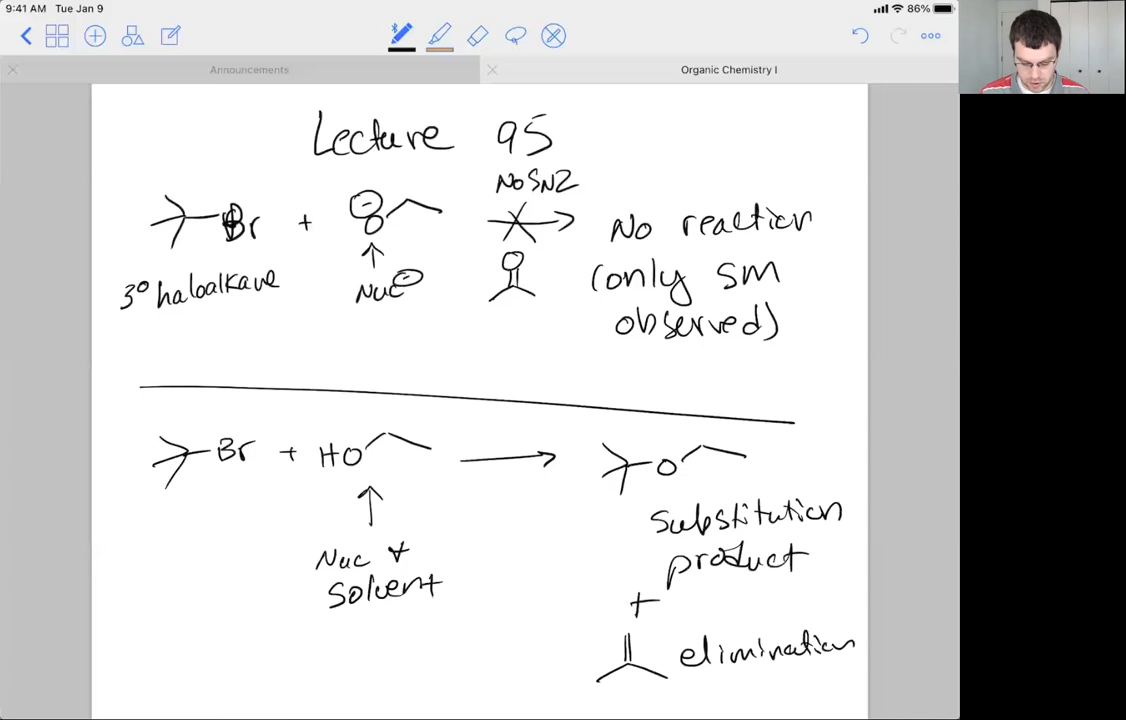 9:41 AM Tue Jan 9
86%
Announcements
Organic Chemistry I
Lecture 95
No SN2
Br + O No reaction
3° haloalkane
Nuc
O
(only SM
observed)
Br + HO
O
Nuc &
solvent
substitution
product
+
elimination